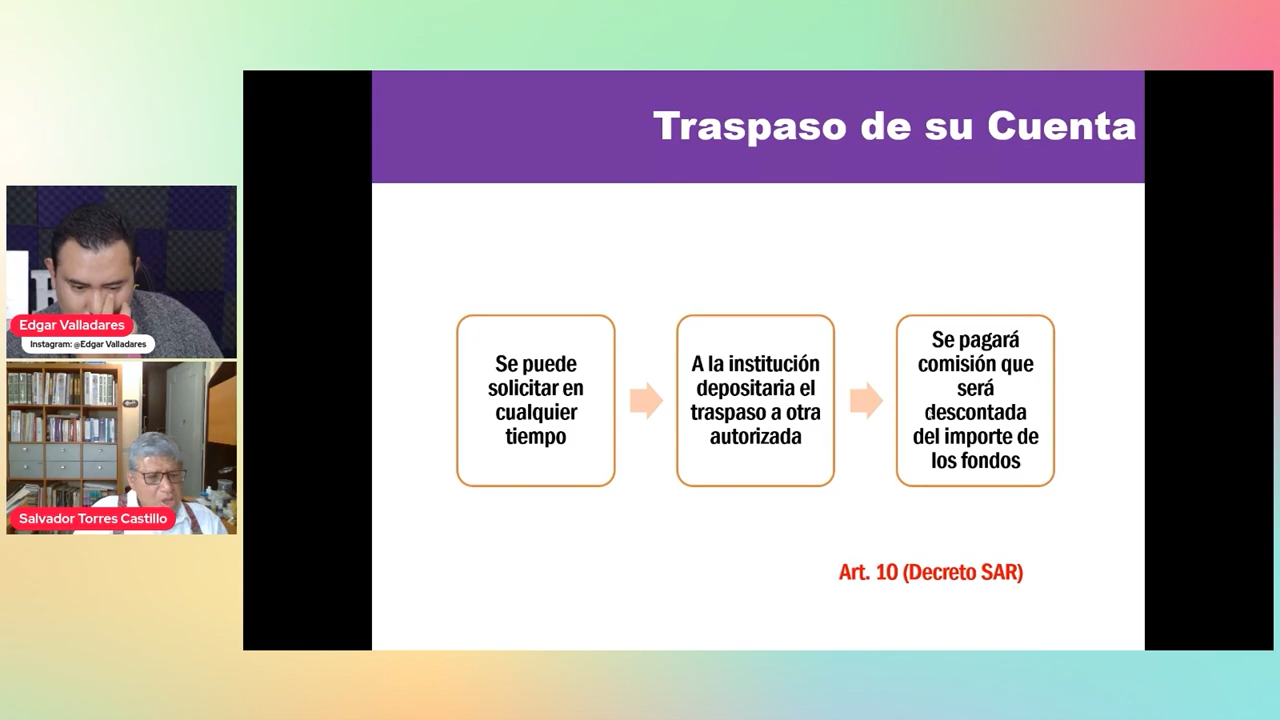 Traspaso de su Cuenta
Se puede
solicitar en
cualquier
tiempo
A la institución
depositaria el
traspaso a otra
autorizada
Se pagará
comisión que
será
descontada
del importe de
los fondos
Art. 10 (Decreto SAR)
Edgar Valladares
Instagram: @Edgar Valladares
Salvador Torres Castillo